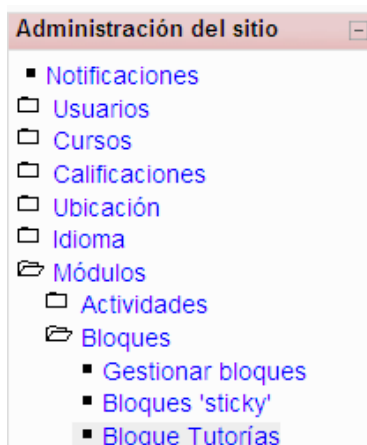 Administración del sitio
Notificaciones
Usuarios
Cursos
Calificaciones
Ubicación
Idioma
Módulos
Actividades
Bloques
Gestionar bloques
Bloques 'sticky'
Bloque Tutorías